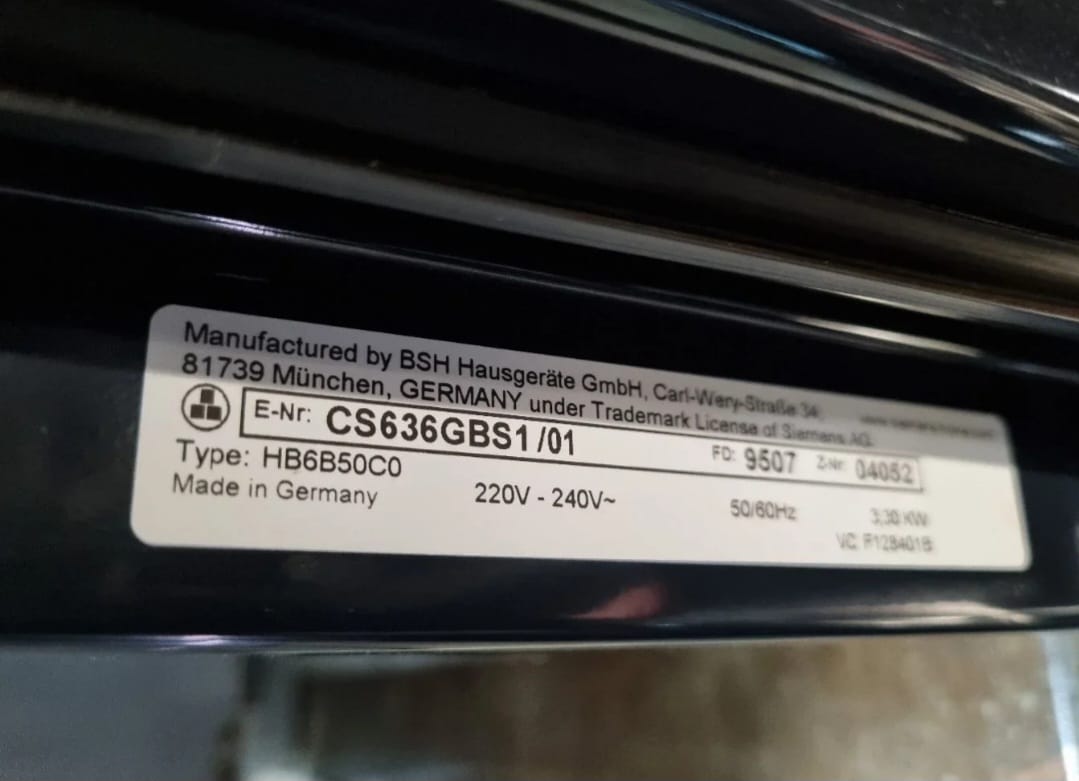 Manufactured by BSH Hausgeräte GmbH, Carl-Wery-Straße 34,
81739 München, GERMANY under Trademark License of Siemens AG
E-Nr: CS636GBS1 /01 FD: 9507 Z-Nr: 04052
Type: HB6B50C0
Made in Germany 220V - 240V~ 50/60Hz 3,30 KW
VC: F128401B